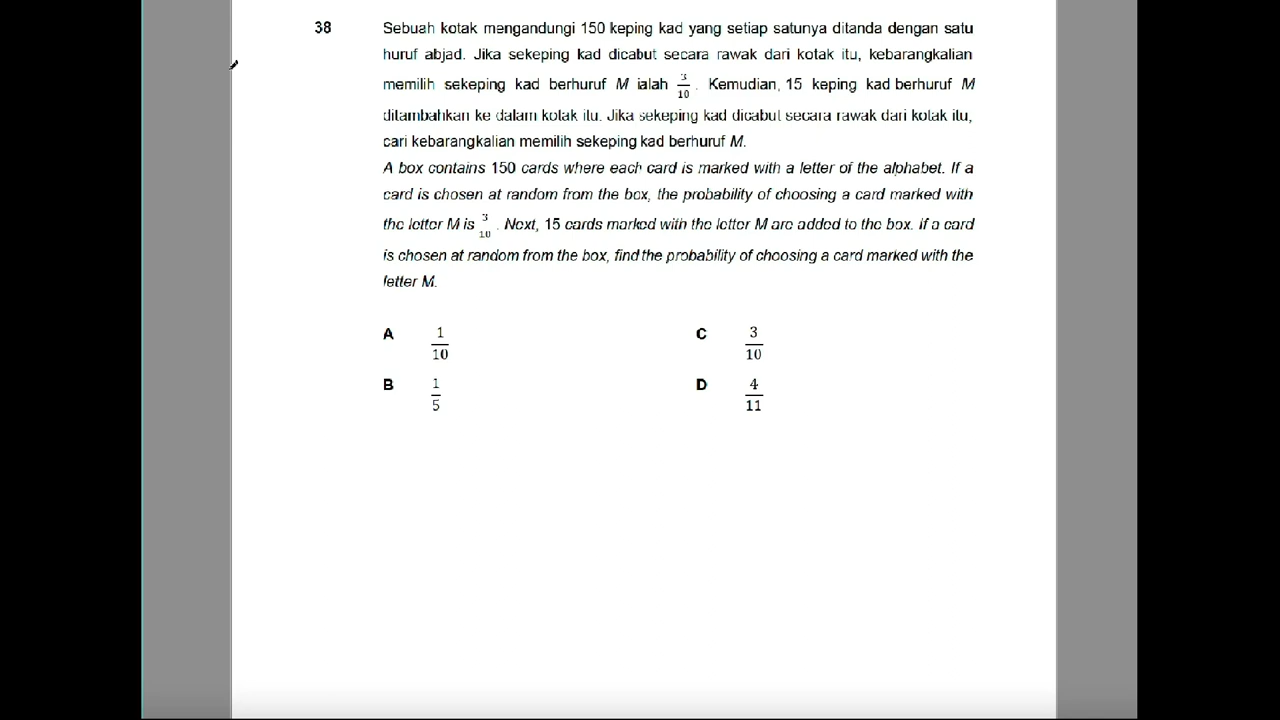 38 Sebuah kotak mengandungi 150 keping kad yang setiap satunya ditanda dengan satu
huruf abjad. Jika sekeping kad dicabut secara rawak dari kotak itu, kebarangkalian
memilih sekeping kad berhuruf M ialah 3/10. Kemudian, 15 keping kad berhuruf M
ditambahkan ke dalam kotak itu. Jika sekeping kad dicabut secara rawak dari kotak itu,
cari kebarangkalian memilih sekeping kad berhuruf M.
A box contains 150 cards where each card is marked with a letter of the alphabet. If a
card is chosen at random from the box, the probability of choosing a card marked with
the letter M is 3/10. Next, 15 cards marked with the letter M are added to the box. If a card
is chosen at random from the box, find the probability of choosing a card marked with the
letter M.
A 1/10 C 3/10
B 1/5 D 4/11